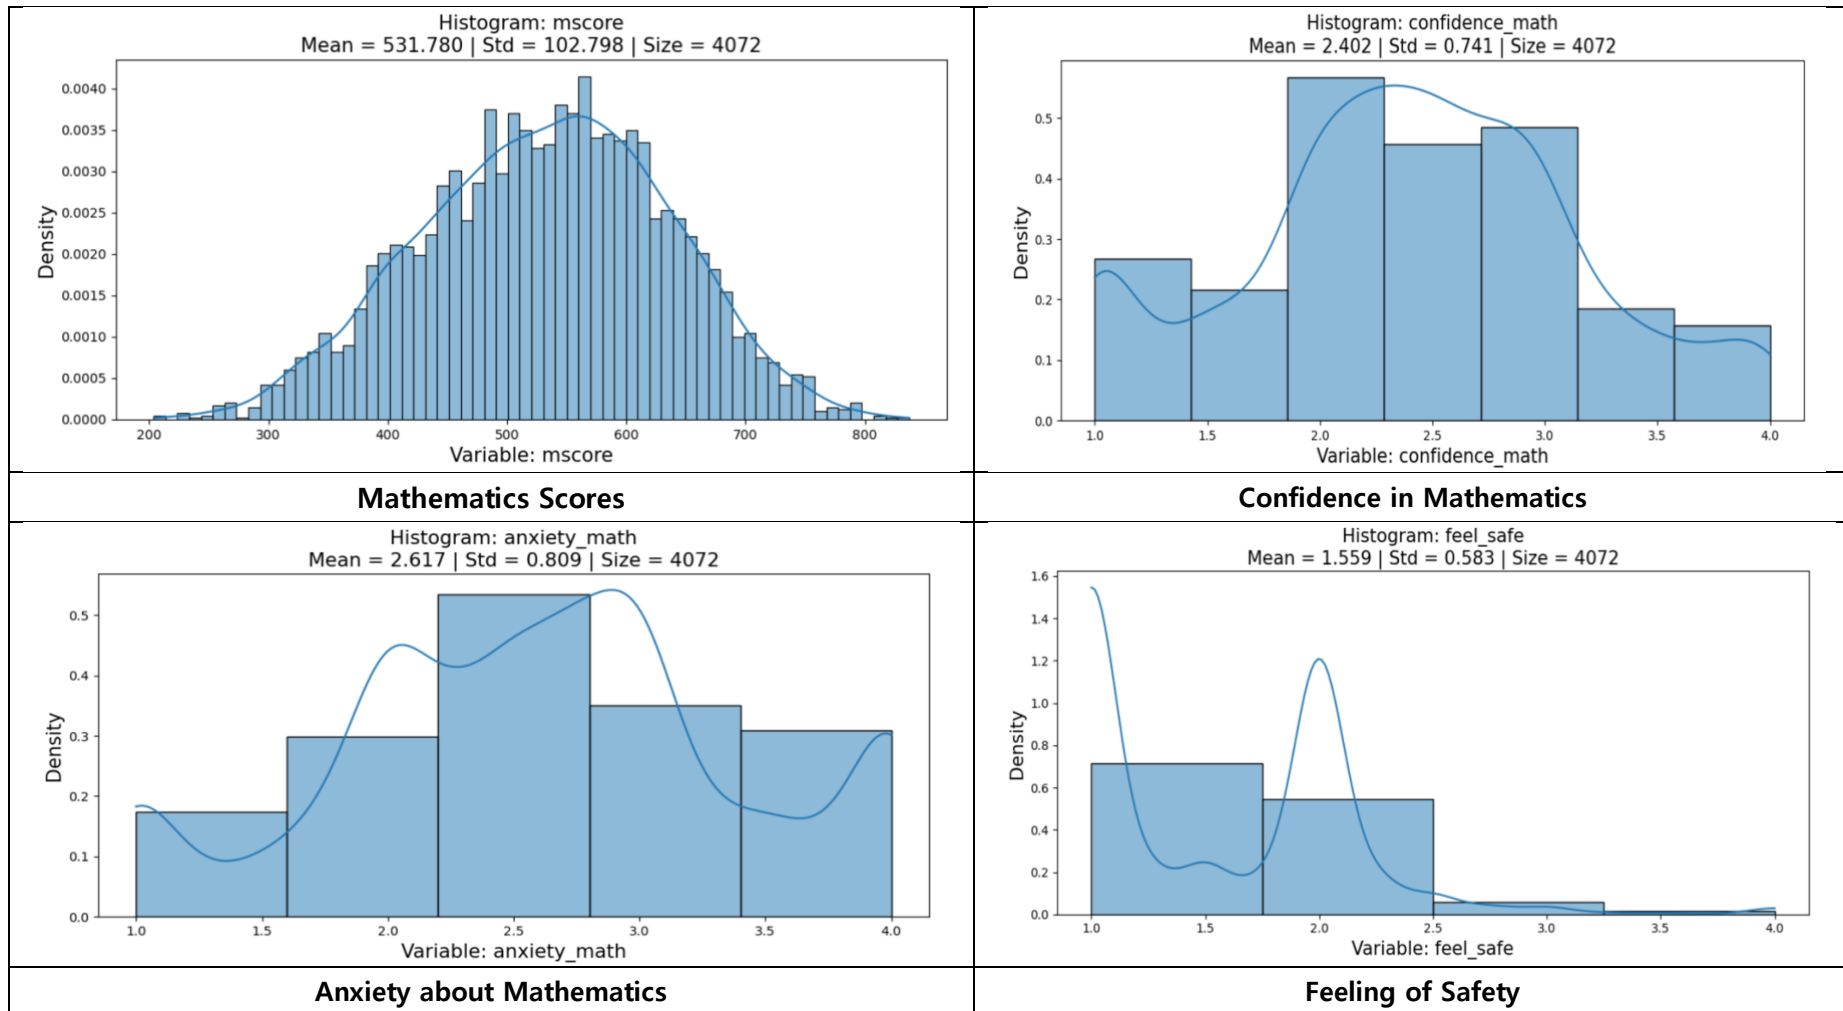 Histogram: mscore
Mean = 531.780 | Std = 102.798 | Size = 4072
Density
0.0040
0.0035
0.0030
0.0025
0.0020
0.0015
0.0010
0.0005
0.0000
200 300 400 500 600 700 800
Variable: mscore
Mathematics Scores
Histogram: confidence_math
Mean = 2.402 | Std = 0.741 | Size = 4072
Density
0.5
0.4
0.3
0.2
0.1
0.0
1.0 1.5 2.0 2.5 3.0 3.5 4.0
Variable: confidence_math
Confidence in Mathematics
Histogram: anxiety_math
Mean = 2.617 | Std = 0.809 | Size = 4072
Density
0.5
0.4
0.3
0.2
0.1
0.0
1.0 1.5 2.0 2.5 3.0 3.5 4.0
Variable: anxiety_math
Anxiety about Mathematics
Histogram: feel_safe
Mean = 1.559 | Std = 0.583 | Size = 4072
Density
1.6
1.4
1.2
1.0
0.8
0.6
0.4
0.2
0.0
1.0 1.5 2.0 2.5 3.0 3.5 4.0
Variable: feel_safe
Feeling of Safety